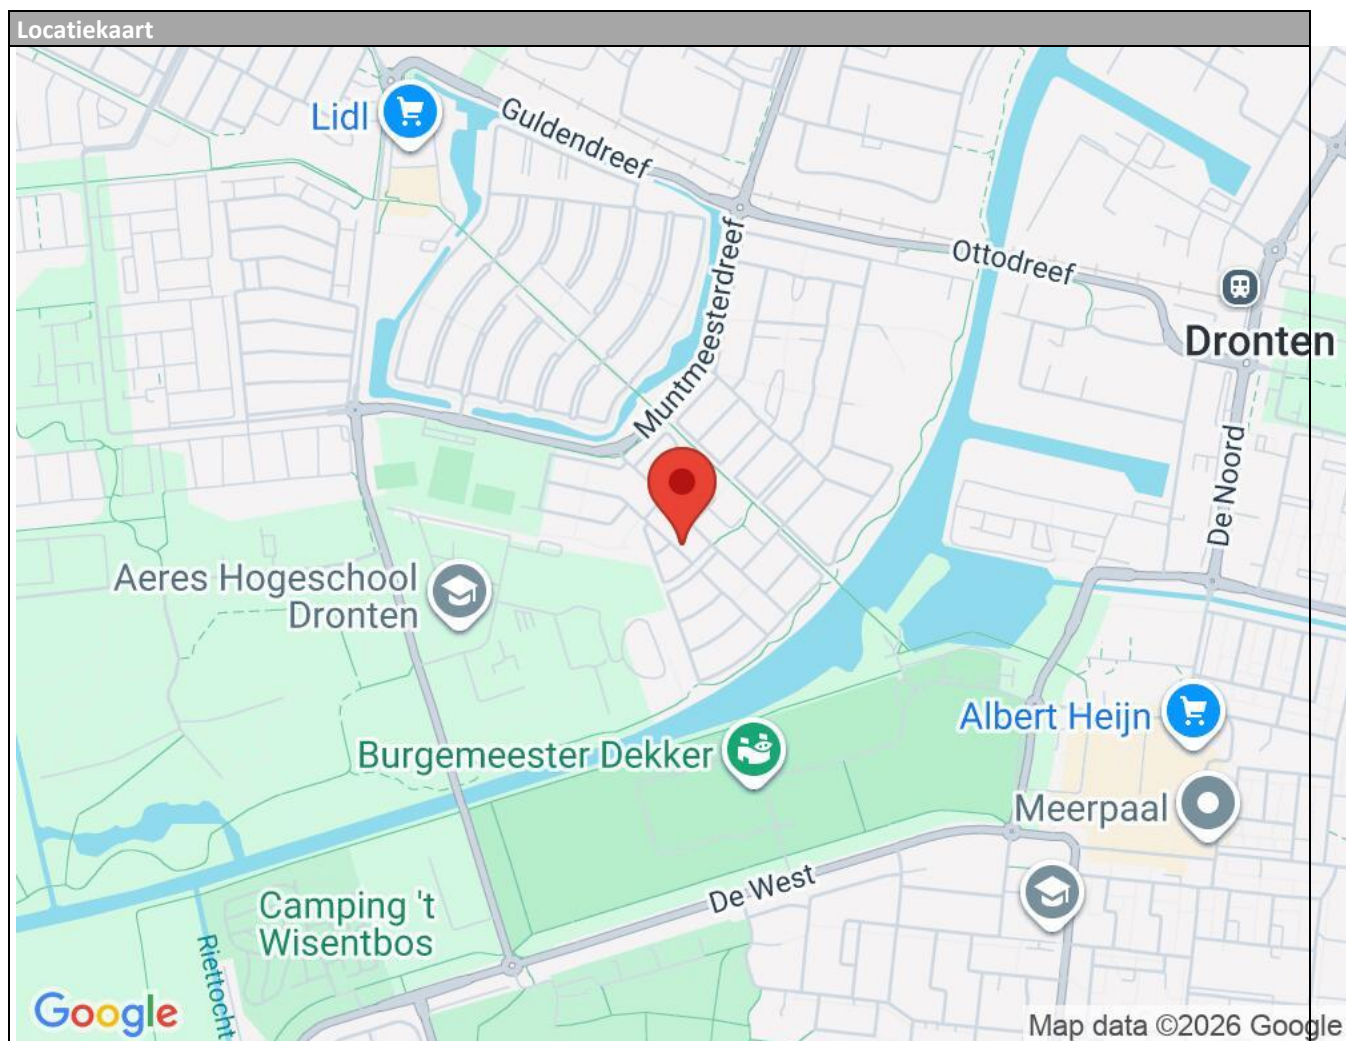 Locatiekaart
Lidl
Guldendreef
Muntmeesterdreef
Ottodreef
Dronten
De Noord
Aeres Hogeschool
Dronten
Albert Heijn
Burgemeester Dekker
Meerpaal
De West
Camping 't
Wisentbos
Riettocht
Google
Map data ©2026 Google